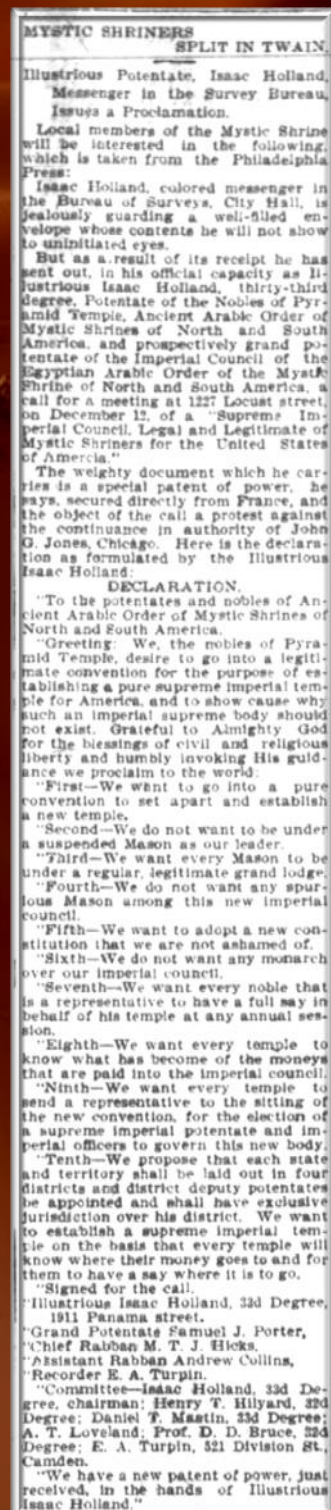 MYSTIC SHRINERS
SPLIT IN TWAIN.
Illustrious Potentate, Isaac Holland,
Messenger in the Survey Bureau,
Issues a Proclamation.
Local members of the Mystic Shrine
will be interested in the following,
which is taken from the Philadelphia
Press:
Isaac Holland, colored messenger in
the Bureau of Surveys, City Hall, is
jealously guarding a well-filled en-
velope whose contents he will not show
to uninitiated eyes.
But as a result of its receipt he has
sent out, in his official capacity as Il-
lustrious Isaac Holland, thirty-third
degree, Potentate of the Nobles of Pyr-
amid Temple, Ancient Arabic Order of
Mystic Shrines of North and South
America, and prospectively grand po-
tentate of the Imperial Council of the
Egyptian Arabic Order of the Mystic
Shrine of North and South America, a
call for a meeting at 1227 Locust street,
on December 12, of a "Supreme Im-
perial Council, Legal and Legitimate of
Mystic Shriners for the United States
of Amercia."
The weighty document which he car-
ries is a special patent of power, he
says, secured directly from France, and
the object of the call a protest against
the continuance in authority of John
G. Jones, Chicago. Here is the declara-
tion as formulated by the Illustrious
Isaac Holland:
DECLARATION.
"To the potentates and nobles of An-
cient Arabic Order of Mystic Shrines of
North and South America.
"Greeting: We, the nobles of Pyra-
mid Temple, desire to go into a legiti-
mate convention for the purpose of es-
tablishing a pure supreme imperial tem-
ple for America, and to show cause why
such an imperial supreme body should
not exist. Grateful to Almighty God
for the blessings of civil and religious
liberty and humbly invoking His guid-
ance we proclaim to the world:
"First—We want to go into a pure
convention to set apart and establish
a new temple.
"Second—We do not want to be under
a suspended Mason as our leader.
"Third—We want every Mason to be
under a regular, legitimate grand lodge.
"Fourth—We do not want any spur-
ious Mason among this new imperial
council.
"Fifth—We want to adopt a new con-
stitution that we are not ashamed of.
"Sixth—We do not want any monarch
over our imperial council.
"Seventh—We want every noble that
is a representative to have a full say in
behalf of his temple at any annual ses-
sion.
"Eighth—We want every temple to
know what has become of the moneys
that are paid into the imperial council.
"Ninth—We want every temple to
send a representative to the sitting of
the new convention, for the election of
a supreme imperial potentate and im-
perial officers to govern this new body.
"Tenth—We propose that each state
and territory shall be laid out in four
districts and district deputy potentates
be appointed and shall have exclusive
jurisdiction over his district. We want
to establish a supreme imperial tem-
ple on the basis that every temple will
know where their money goes to and for
them to have a say where it is to go.
"Signed for the call.
"Illustrious Isaac Holland, 33d Degree,
1911 Panama street.
"Grand Potentate Samuel J. Porter,
"Chief Rabban M. T. J. Hicks,
"Assistant Rabban Andrew Collins,
"Recorder E. A. Turpin.
"Committee—Isaac Holland, 33d De-
gree, chairman; Henry T. Hilyard, 32d
Degree; Daniel T. Mastin, 33d Degree;
A. T. Loveland; Prof. D. D. Bruce, 32d
Degree; E. A. Turpin, 521 Division St.,
Camden.
"We have a new patent of power, just
received, in the hands of Illustrious
Isaac Holland."